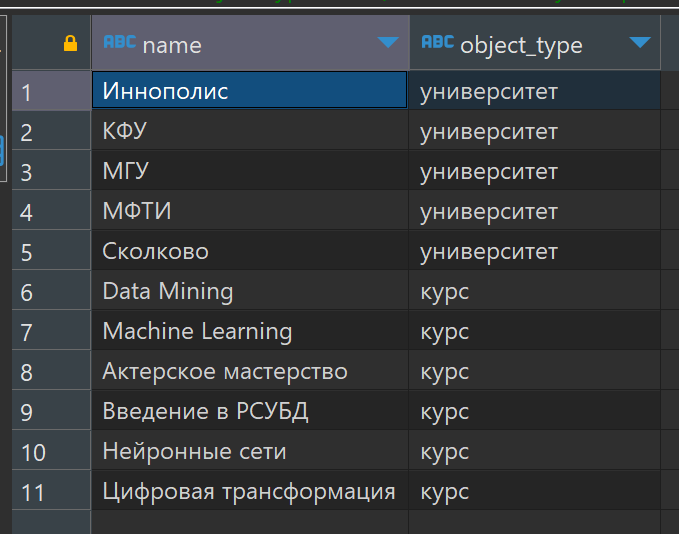 ABC name ABC object_type
1 Иннополис университет
2 КФУ университет
3 МГУ университет
4 МФТИ университет
5 Сколково университет
6 Data Mining курс
7 Machine Learning курс
8 Актерское мастерство курс
9 Введение в РСУБД курс
10 Нейронные сети курс
11 Цифровая трансформация курс